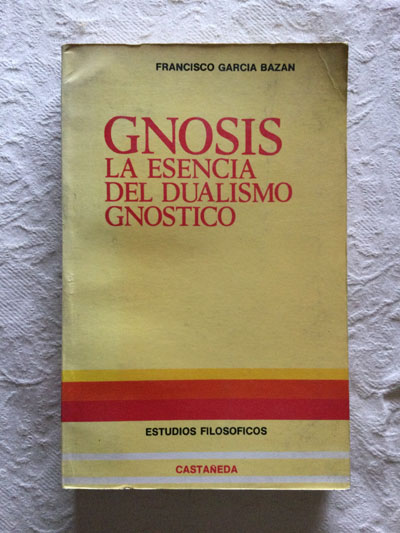 FRANCISCO GARCIA BAZAN
GNOSIS
LA ESENCIA
DEL DUALISMO
GNOSTICO
ESTUDIOS FILOSOFICOS
CASTAÑEDA